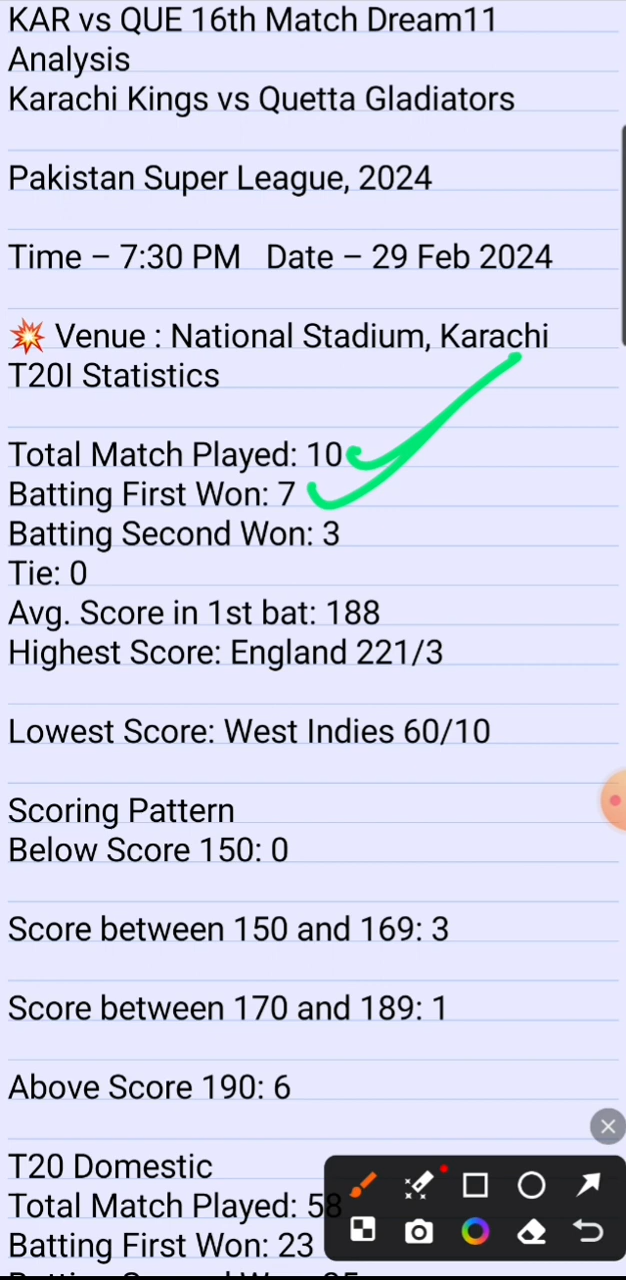 KAR vs QUE 16th Match Dream11
Analysis
Karachi Kings vs Quetta Gladiators
Pakistan Super League, 2024
Time – 7:30 PM Date – 29 Feb 2024
💥 Venue : National Stadium, Karachi
T20I Statistics
Total Match Played: 10
Batting First Won: 7
Batting Second Won: 3
Tie: 0
Avg. Score in 1st bat: 188
Highest Score: England 221/3
Lowest Score: West Indies 60/10
Scoring Pattern
Below Score 150: 0
Score between 150 and 169: 3
Score between 170 and 189: 1
Above Score 190: 6
T20 Domestic
Total Match Played: 58
Batting First Won: 23